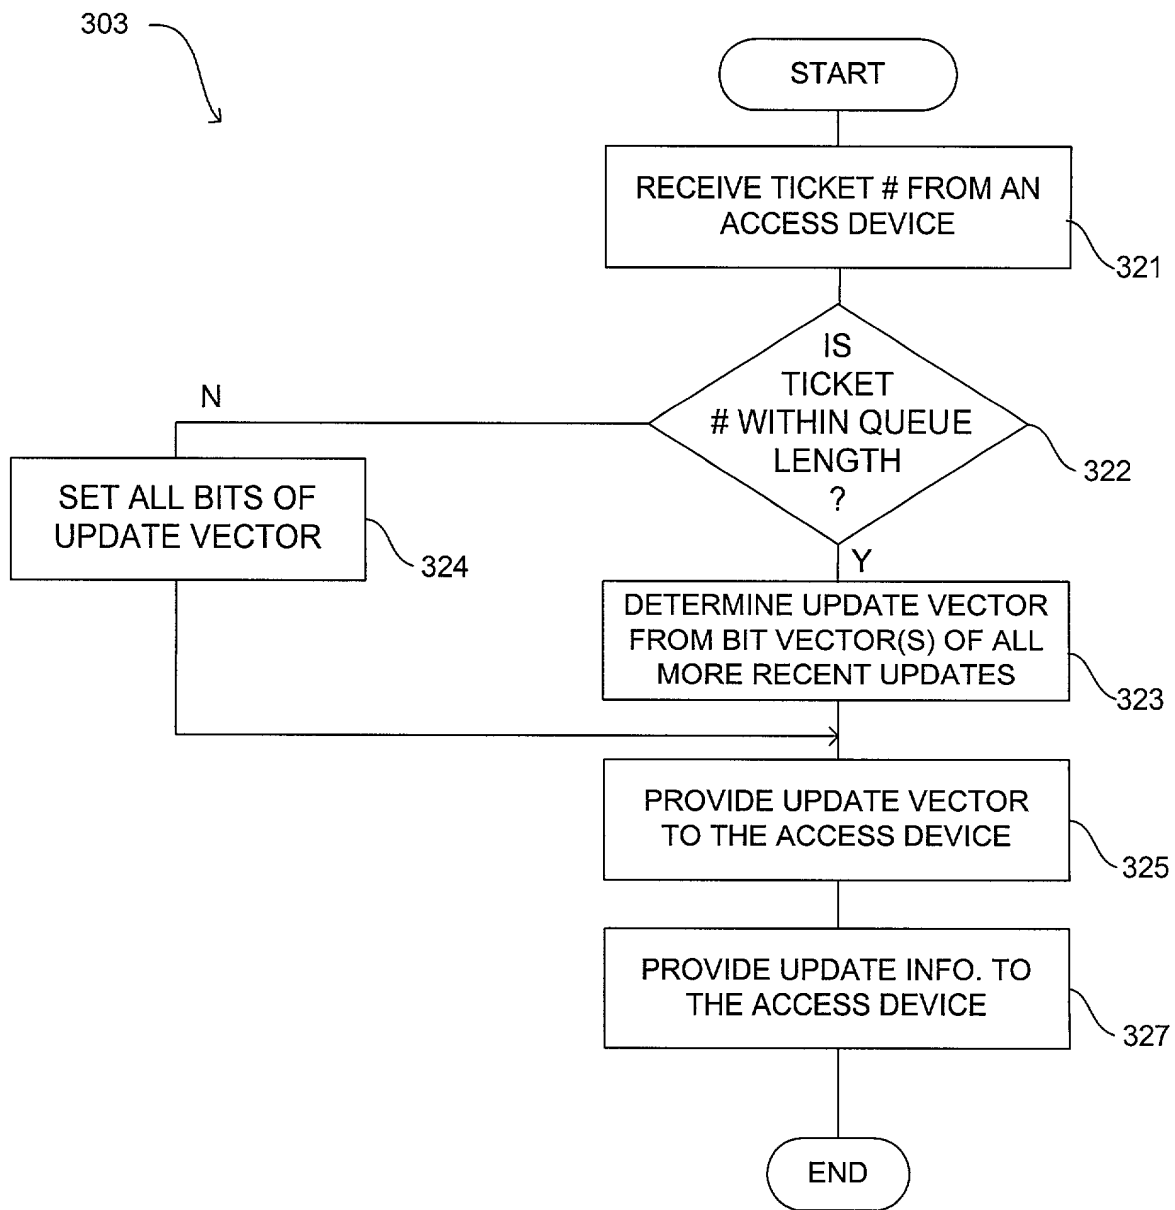 303
START
RECEIVE TICKET # FROM AN
ACCESS DEVICE
321
IS
TICKET
# WITHIN QUEUE
LENGTH
?
322
N
SET ALL BITS OF
UPDATE VECTOR
324
Y
DETERMINE UPDATE VECTOR
FROM BIT VECTOR(S) OF ALL
MORE RECENT UPDATES
323
PROVIDE UPDATE VECTOR
TO THE ACCESS DEVICE
325
PROVIDE UPDATE INFO. TO
THE ACCESS DEVICE
327
END